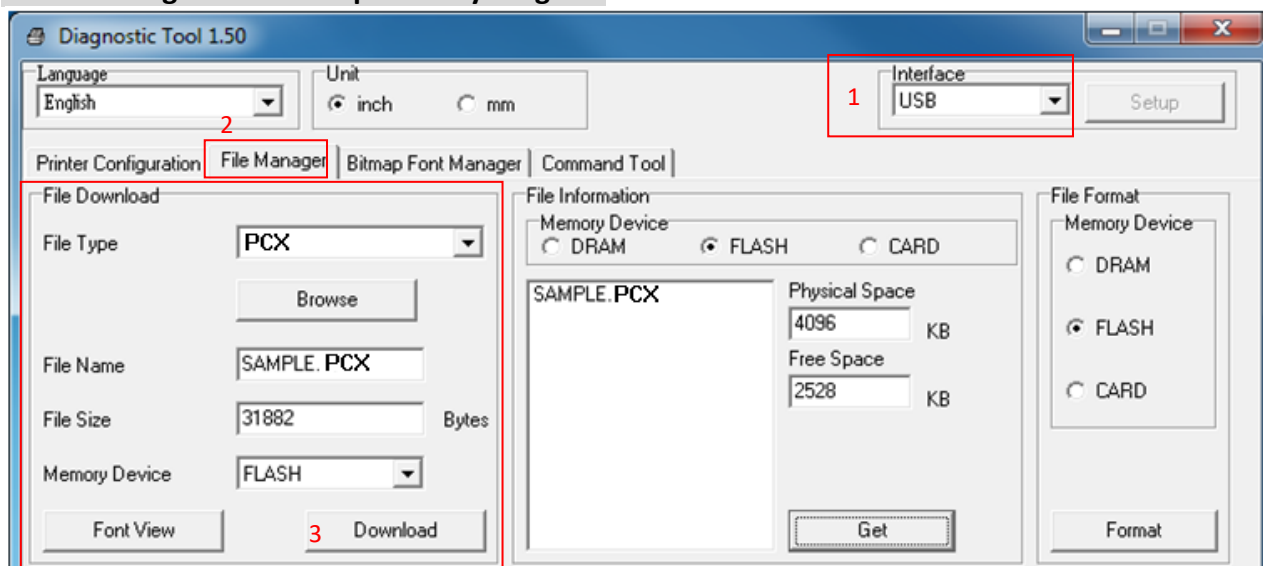 Diagnostic Tool 1.50
Language
English
Unit
inch
mm
1
Interface
USB
Setup
2
Printer Configuration
File Manager
Bitmap Font Manager
Command Tool
File Download
File Type
PCX
Browse
File Name
SAMPLE.PCX
File Size
31882
Bytes
Memory Device
FLASH
Font View
3
Download
File Information
Memory Device
DRAM
FLASH
CARD
SAMPLE.PCX
Physical Space
4096
KB
Free Space
2528
KB
Get
File Format
Memory Device
DRAM
FLASH
CARD
Format